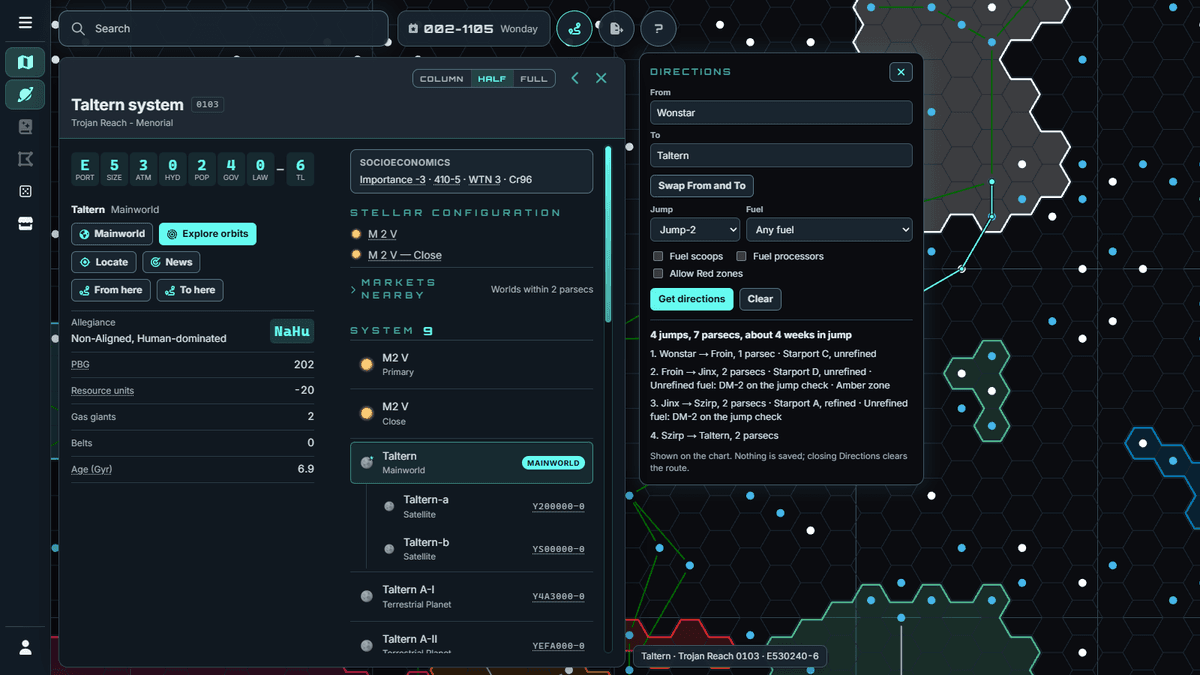 Search
002-1105 Wonday
?
COLUMN HALF FULL
Taltern system 0103
Trojan Reach - Menorial
E 5 3 0 2 4 0 – 6
PORT SIZE ATM HYD POP GOV LAW TL
Taltern Mainworld
Mainworld
Explore orbits
Locate
News
From here
To here
Allegiance
Non-Aligned, Human-dominated
NaHu
PBG 202
Resource units -20
Gas giants 2
Belts 0
Age (Gyr) 6.9
SOCIOECONOMICS
Importance -3 · 410-5 · WTN 3 · Cr96
STELLAR CONFIGURATION
M 2 V
M 2 V — Close
MARKETS
NEARBY
Worlds within 2 parsecs
SYSTEM 9
M2 V
Primary
M2 V
Close
Taltern
Mainworld
MAINWORLD
Taltern-a
Satellite
Y200000-0
Taltern-b
Satellite
YS00000-0
Taltern A-I
Terrestrial Planet
Y4A3000-0
Taltern A-II
Terrestrial Planet
YEFA000-0
DIRECTIONS
From
Wonstar
To
Taltern
Swap From and To
Jump Fuel
Jump-2 Any fuel
Fuel scoops Fuel processors
Allow Red zones
Get directions Clear
4 jumps, 7 parsecs, about 4 weeks in jump
1. Wonstar → Froin, 1 parsec · Starport C, unrefined
2. Froin → Jinx, 2 parsecs · Starport D, unrefined ·
Unrefined fuel: DM-2 on the jump check · Amber zone
3. Jinx → Szirp, 2 parsecs · Starport A, refined · Unrefined
fuel: DM-2 on the jump check
4. Szirp → Taltern, 2 parsecs
Shown on the chart. Nothing is saved; closing Directions clears
the route.
Taltern · Trojan Reach 0103 · E530240-6